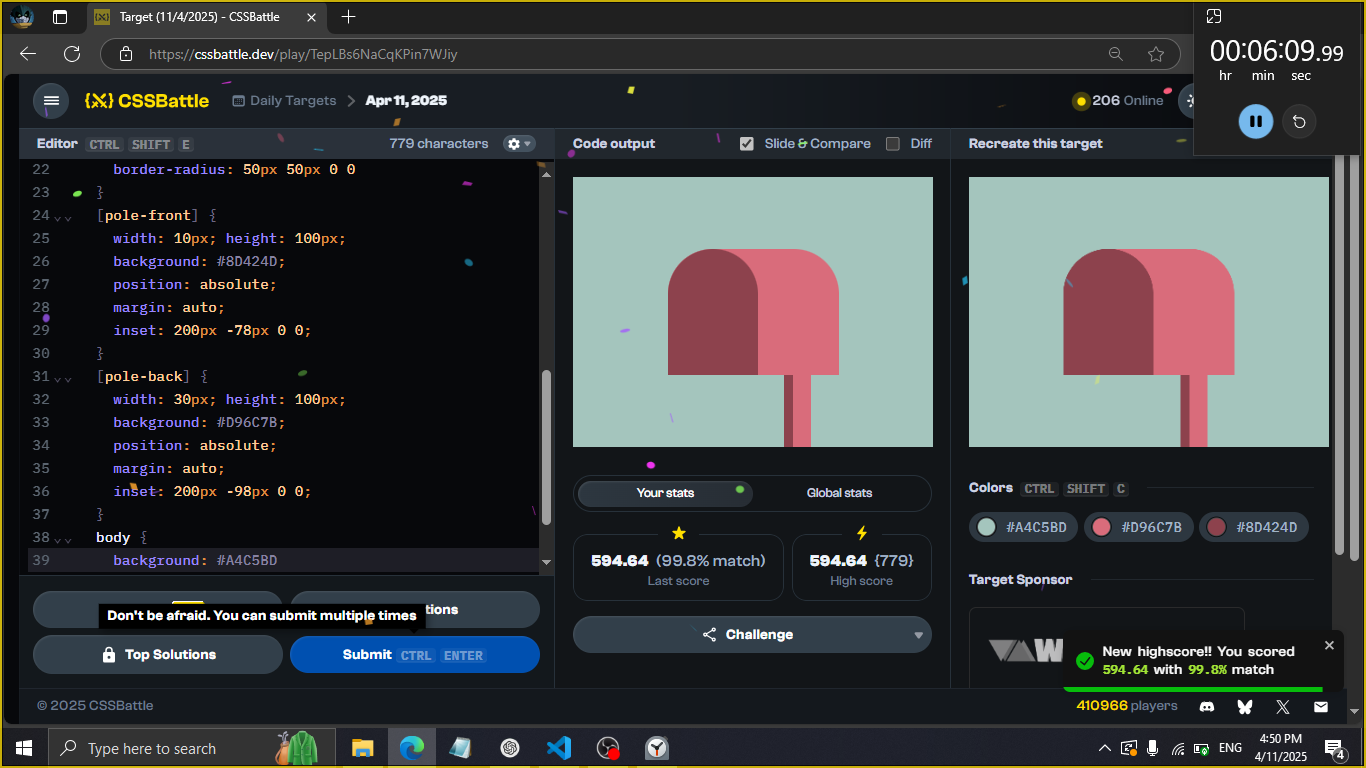 Target (11/4/2025) - CSSBattle
00:06:09.99
hr min sec
https://cssbattle.dev/play/TepLBs6NaCqKPin7WJiy
{X} CSSBattle
Daily Targets
Apr 11, 2025
206 Online
Editor CTRL SHIFT E
779 characters
Code output
Slide & Compare
Diff
Recreate this target
22 border-radius: 50px 50px 0 0
23 }
24 [pole-front] {
25 width: 10px; height: 100px;
26 background: #8D424D;
27 position: absolute;
28 margin: auto;
29 inset: 200px -78px 0 0;
30 }
31 [pole-back] {
32 width: 30px; height: 100px;
33 background: #D96C7B;
34 position: absolute;
35 margin: auto;
36 inset: 200px -98px 0 0;
37 }
38 body {
39 background: #A4C5BD
Your stats
Global stats
594.64 (99.8% match)
Last score
594.64 {779}
High score
Challenge
Colors CTRL SHIFT C
#A4C5BD
#D96C7B
#8D424D
Target Sponsor
W
Don't be afraid. You can submit multiple times
tions
Top Solutions
Submit CTRL ENTER
New highscore!! You scored
594.64 with 99.8% match
© 2025 CSSBattle
410966 players
Type here to search
ENG
4:50 PM
4/11/2025
4